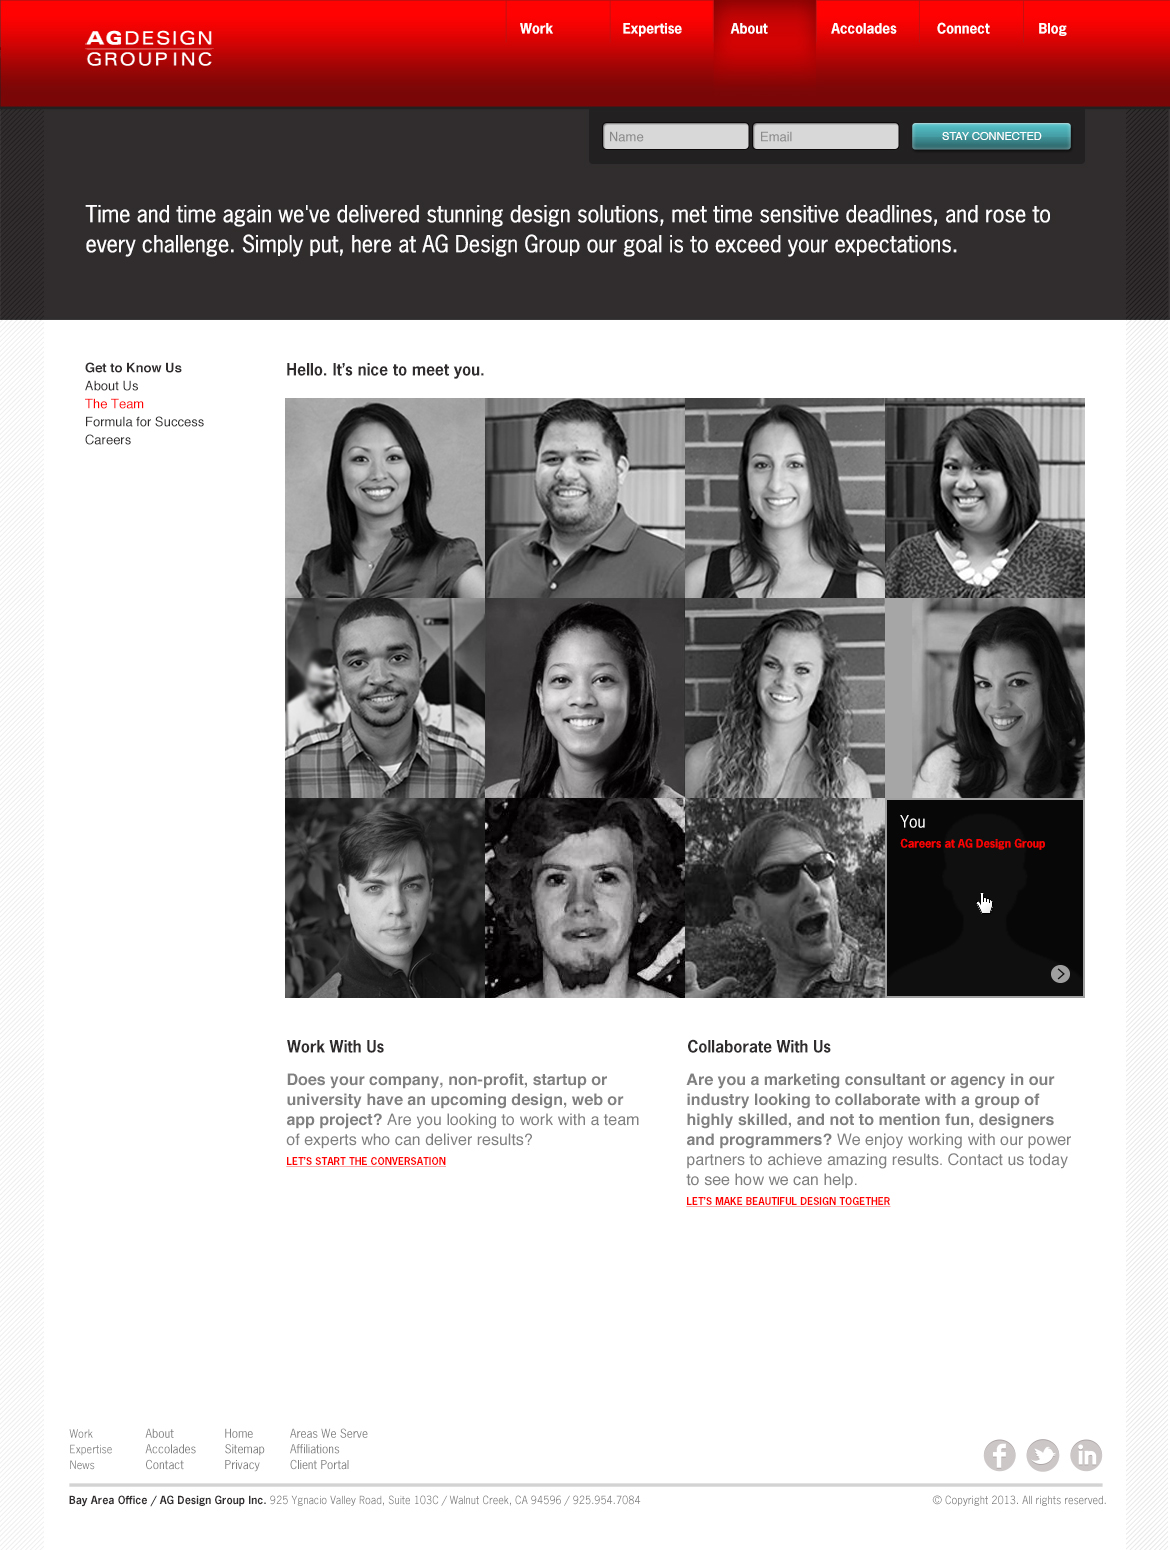 AGDESIGN
GROUPINC
Work
Expertise
About
Accolades
Connect
Blog
Name
Email
STAY CONNECTED
Time and time again we've delivered stunning design solutions, met time sensitive deadlines, and rose to
every challenge. Simply put, here at AG Design Group our goal is to exceed your expectations.
Get to Know Us
About Us
The Team
Formula for Success
Careers
Hello. It's nice to meet you.
You
Careers at AG Design Group
Work With Us
Does your company, non-profit, startup or
university have an upcoming design, web or
app project? Are you looking to work with a team
of experts who can deliver results?
LET'S START THE CONVERSATION
Collaborate With Us
Are you a marketing consultant or agency in our
industry looking to collaborate with a group of
highly skilled, and not to mention fun, designers
and programmers? We enjoy working with our power
partners to achieve amazing results. Contact us today
to see how we can help.
LET'S MAKE BEAUTIFUL DESIGN TOGETHER
Work
Expertise
News
About
Accolades
Contact
Home
Sitemap
Privacy
Areas We Serve
Affiliations
Client Portal
Bay Area Office / AG Design Group Inc. 925 Ygnacio Valley Road, Suite 103C / Walnut Creek, CA 94596 / 925.954.7084
© Copyright 2013. All rights reserved.